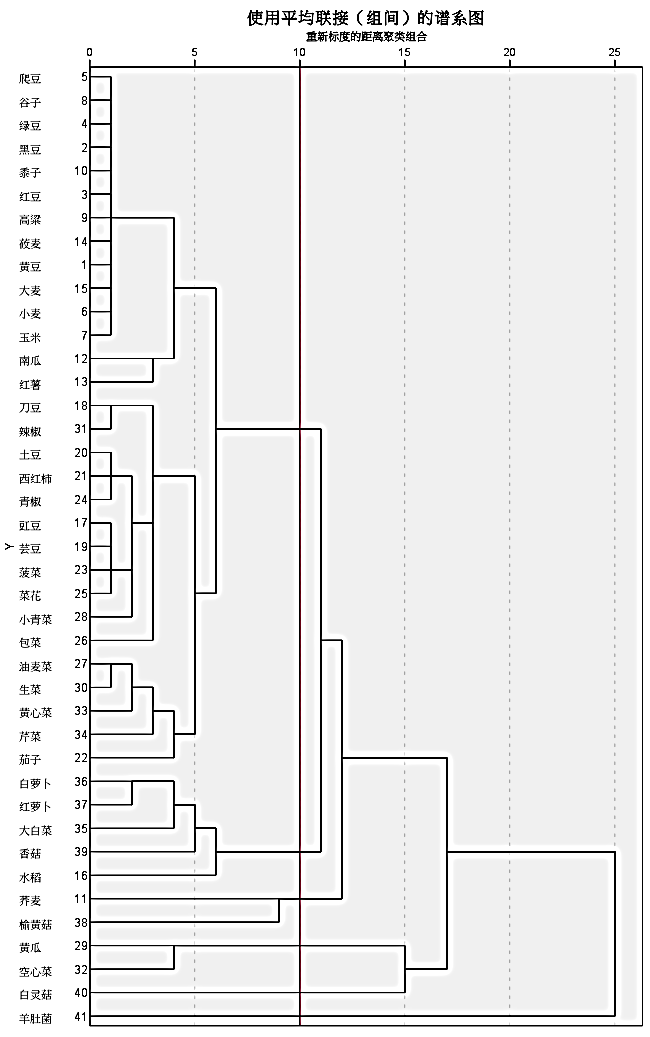 使用平均联接（组间）的谱系图
重新标度的距离聚类组合
0 5 10 15 20 25
爬豆 5
谷子 8
绿豆 4
黑豆 2
黍子 10
红豆 3
高粱 9
莜麦 14
黄豆 1
大麦 15
小麦 6
玉米 7
南瓜 12
红薯 13
刀豆 18
辣椒 31
土豆 20
西红柿 21
青椒 24
豇豆 17
Y
芸豆 19
菠菜 23
菜花 25
小青菜 28
包菜 26
油麦菜 27
生菜 30
黄心菜 33
芹菜 34
茄子 22
白萝卜 36
红萝卜 37
大白菜 35
香菇 39
水稻 16
荞麦 11
榆黄菇 38
黄瓜 29
空心菜 32
白灵菇 40
羊肚菌 41